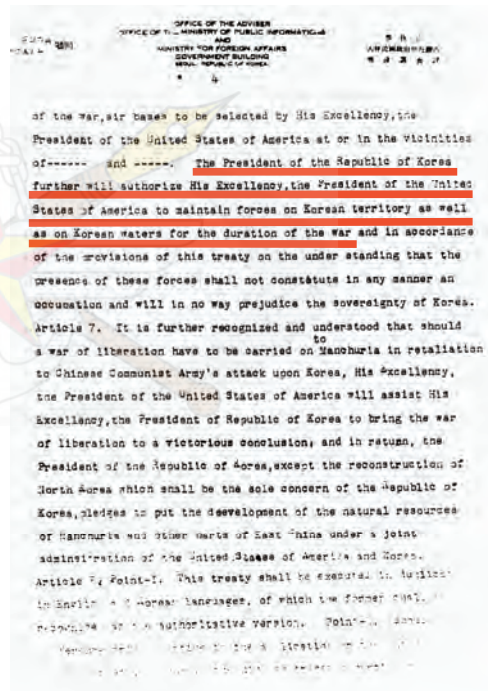 OFFICE OF THE ADVISER
OFFICE OF THE MINISTRY OF PUBLIC INFORMATIONS
AND
MINISTRY FOR FOREIGN AFFAIRS
GOVERNMENT BUILDING
SEOUL, REPUBLIC OF KOREA
4
of the war,air bases to be selected by His Excellency,the
President of the United States of America at or in the vicinities
of------ and -----. The President of the Republic of Korea
further will authorize His Excellency,the President of the United
States of America to maintain forces on Korean territory as well
as on Korean waters for the duration of the war and in accordance
of the provisions of this treaty on the under standing that the
presence of these forces shall not constitute in any manner an
occupation and will in no way prejudice the sovereignty of Korea.
Article 7. It is further recognized and understood that should
to
a war of liberation have to be carried on Manchuria in retaliation
to Chinese Communist Army's attack upon Korea, His Excellency,
the President of the United States of America will assist His
Excellency,the President of Republic of Korea to bring the war
of liberation to a victorious conclusion, and in return, the
President of the Republic of Korea,except the reconstruction of
North Korea which shall be the sole concern of the Republic of
Korea,pledges to put the deevelopment of the natural resources
of Manchuria and other parts of East China under a joint
administration of the United States of America and Korea.
Article Point-I. This treaty shall be executed in
in Korean languages, of which the former
authoritative version.